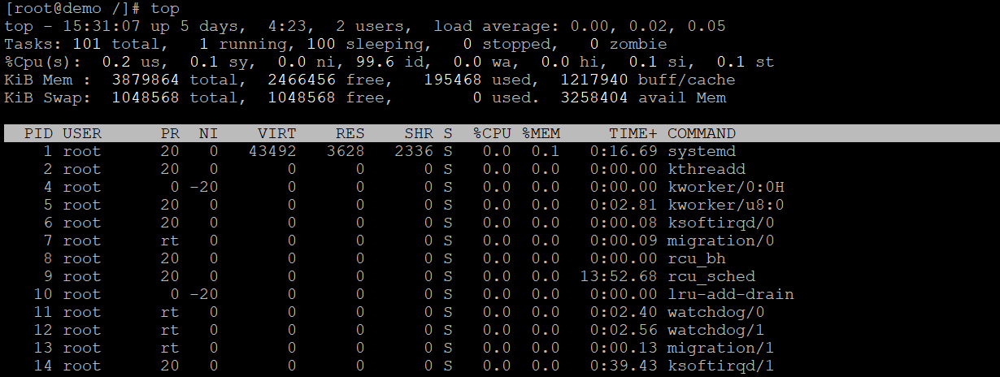 [root@demo /]# top
top - 15:31:07 up 5 days,  4:23,  2 users,  load average: 0.00, 0.02, 0.05
Tasks: 101 total,   1 running, 100 sleeping,   0 stopped,   0 zombie
%Cpu(s):  0.2 us,  0.1 sy,  0.0 ni, 99.6 id,  0.0 wa,  0.0 hi,  0.1 si,  0.1 st
KiB Mem :  3879864 total,  2466456 free,   195468 used,  1217940 buff/cache
KiB Swap:  1048568 total,  1048568 free,        0 used.  3258404 avail Mem
  PID USER      PR  NI    VIRT    RES    SHR S  %CPU %MEM     TIME+ COMMAND
    1 root      20   0   43492   3628   2336 S   0.0  0.1   0:16.69 systemd
    2 root      20   0       0      0      0 S   0.0  0.0   0:00.00 kthreadd
    4 root       0 -20       0      0      0 S   0.0  0.0   0:00.00 kworker/0:0H
    5 root      20   0       0      0      0 S   0.0  0.0   0:02.81 kworker/u8:0
    6 root      20   0       0      0      0 S   0.0  0.0   0:00.08 ksoftirqd/0
    7 root      rt   0       0      0      0 S   0.0  0.0   0:00.09 migration/0
    8 root      20   0       0      0      0 S   0.0  0.0   0:00.00 rcu_bh
    9 root      20   0       0      0      0 S   0.0  0.0  13:52.68 rcu_sched
   10 root       0 -20       0      0      0 S   0.0  0.0   0:00.00 lru-add-drain
   11 root      rt   0       0      0      0 S   0.0  0.0   0:02.40 watchdog/0
   12 root      rt   0       0      0      0 S   0.0  0.0   0:02.56 watchdog/1
   13 root      rt   0       0      0      0 S   0.0  0.0   0:00.13 migration/1
   14 root      20   0       0      0      0 S   0.0  0.0   0:39.43 ksoftirqd/1